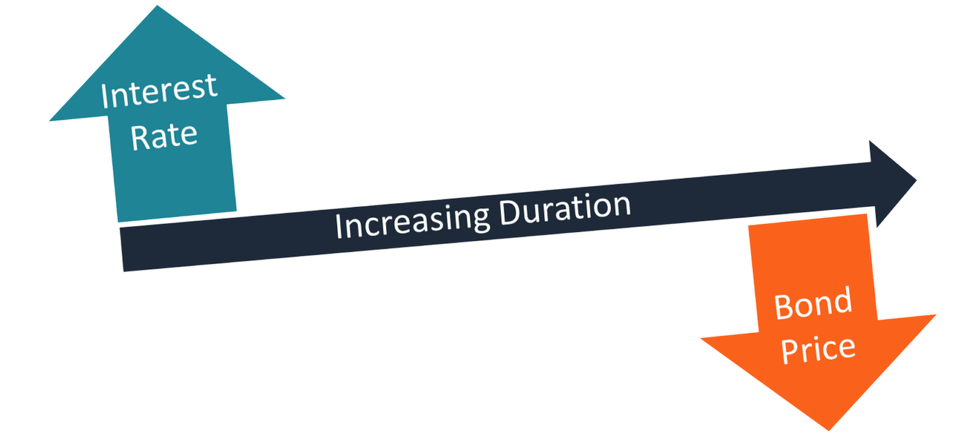 Interest
Rate
Increasing Duration
Bond
Price